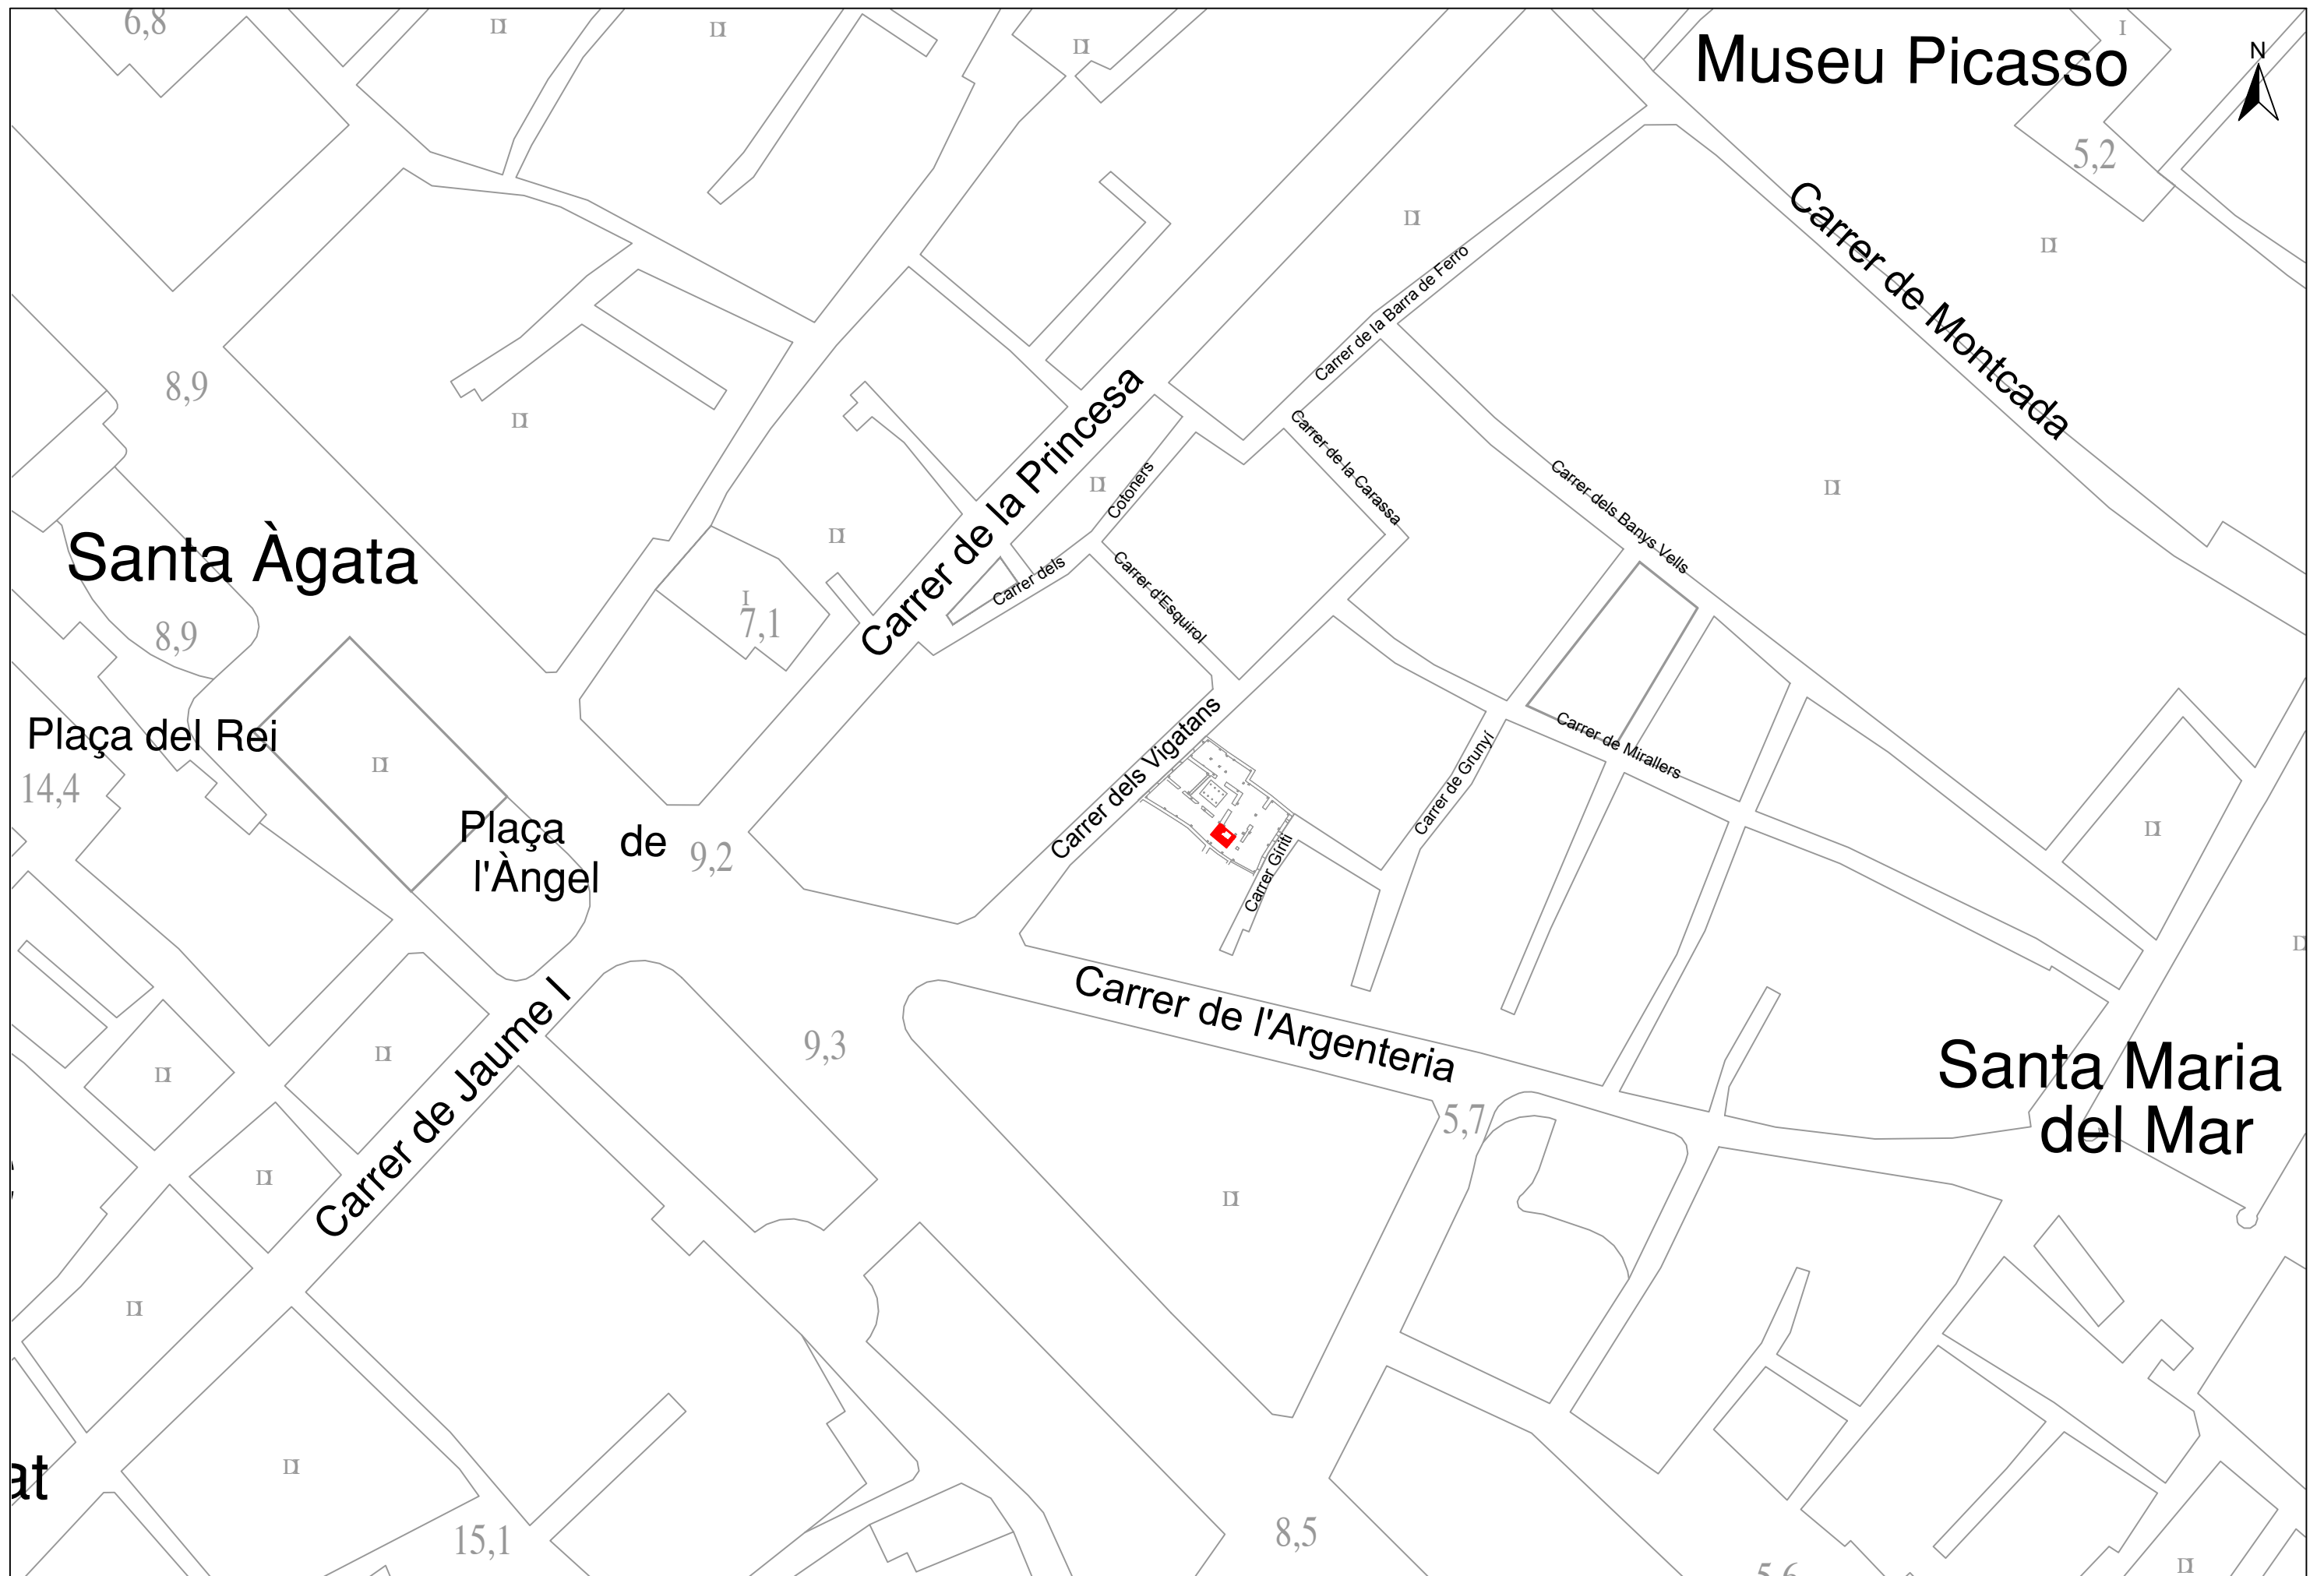 6,8
Museu Picasso
N
5,2
Carrer de Montcada
Carrer de la Barra de Ferro
8,9
Carrer de la Princesa
Carrer de la Carassa
Cotoners
Carrer dels Banys Vells
Santa Àgata
Carrer dels
Carrer d'Esquirol
7,1
8,9
Plaça del Rei
14,4
Carrer dels Vigatans
Carrer de Mirallers
Carrer de Grunyí
Plaça
de
l'Àngel
9,2
Carrer Giriti
Carrer de l'Argenteria
Carrer de Jaume I
9,3
Santa Maria
del Mar
5,7
at
15,1
8,5
5,6